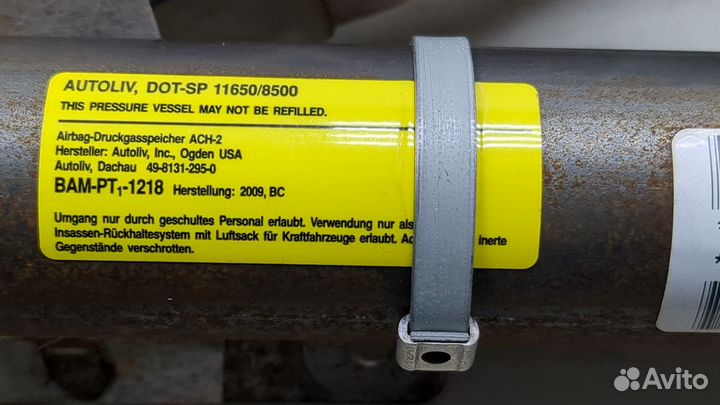 AUTOLIV, DOT-SP 11650/8500
THIS PRESSURE VESSEL MAY NOT BE REFILLED.
Airbag-Druckgasspeicher ACH-2
Hersteller: Autoliv, Inc., Ogden USA
Autoliv, Dachau 49-8131-295-0
BAM-PT1-1218 Herstellung: 2009, BC
Umgang nur durch geschultes Personal erlaubt. Verwendung nur als
Insassen-Rückhaltesystem mit Luftsack für Kraftfahrzeuge erlaubt. inerte
Gegenstände verschrotten.
Avito